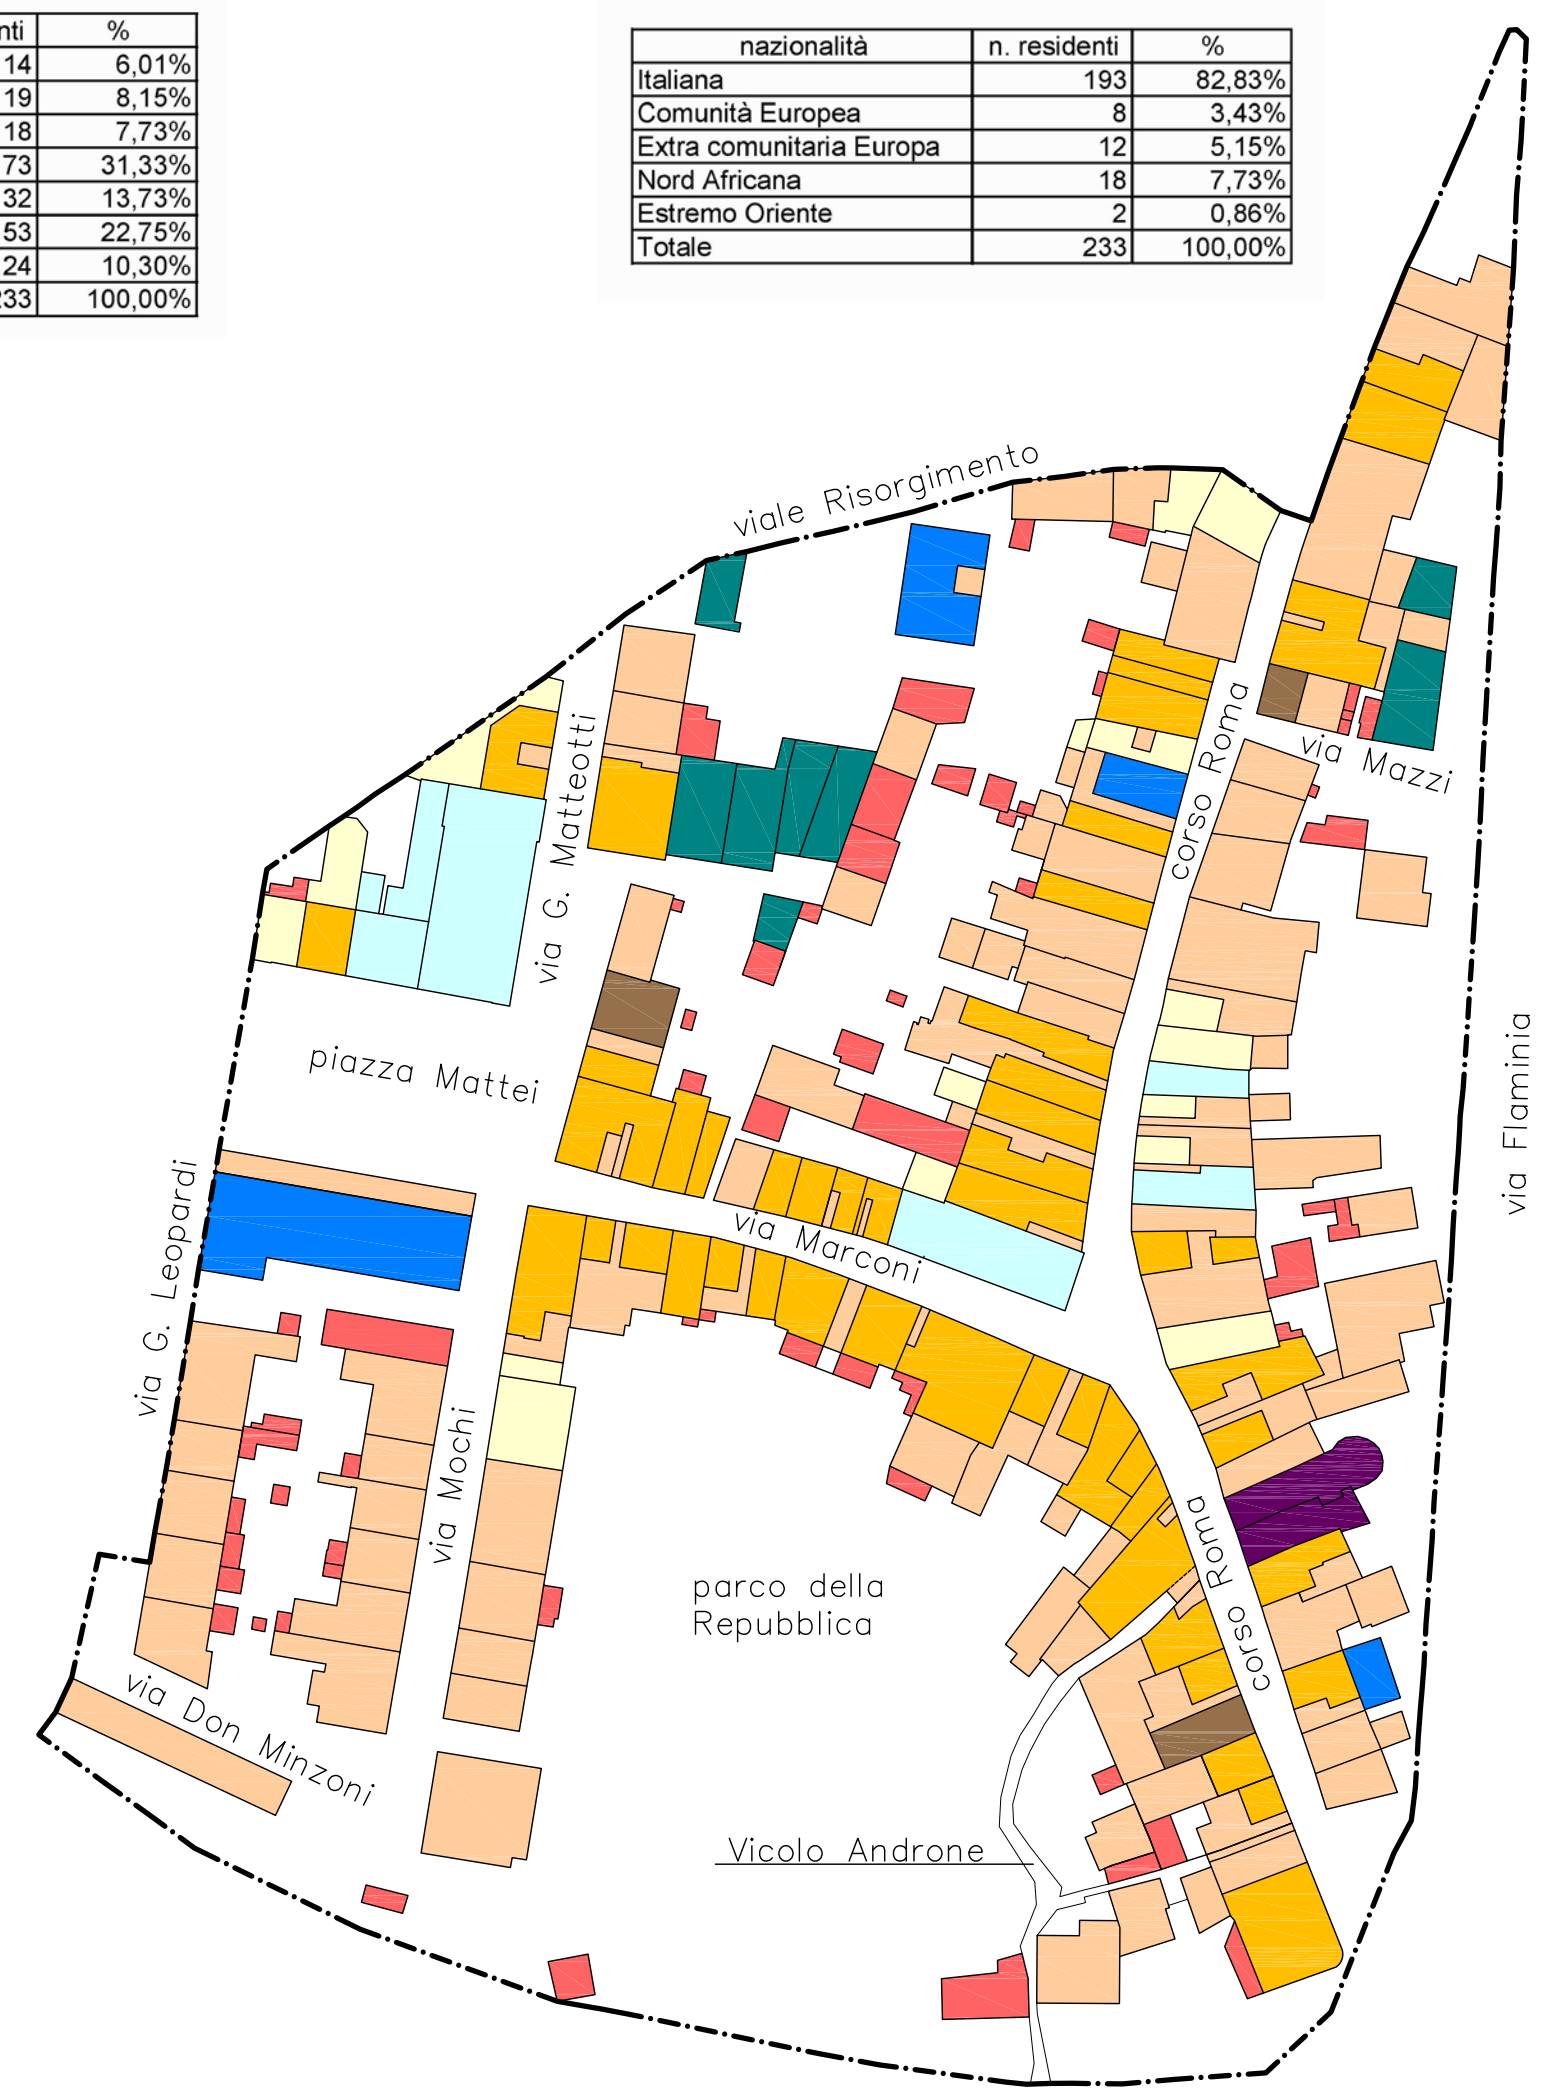 nti %
14 6,01%
19 8,15%
18 7,73%
73 31,33%
32 13,73%
53 22,75%
24 10,30%
233 100,00%
nazionalità n. residenti %
Italiana 193 82,83%
Comunità Europea 8 3,43%
Extra comunitaria Europa 12 5,15%
Nord Africana 18 7,73%
Estremo Oriente 2 0,86%
Totale 233 100,00%
viale Risorgimento
corso Roma
via Mazzi
via G. Matteotti
piazza Mattei
via Flaminia
via G. Leopardi
via Marconi
via Mochi
corso Roma
parco della
Repubblica
via Don Minzoni
Vicolo Androne